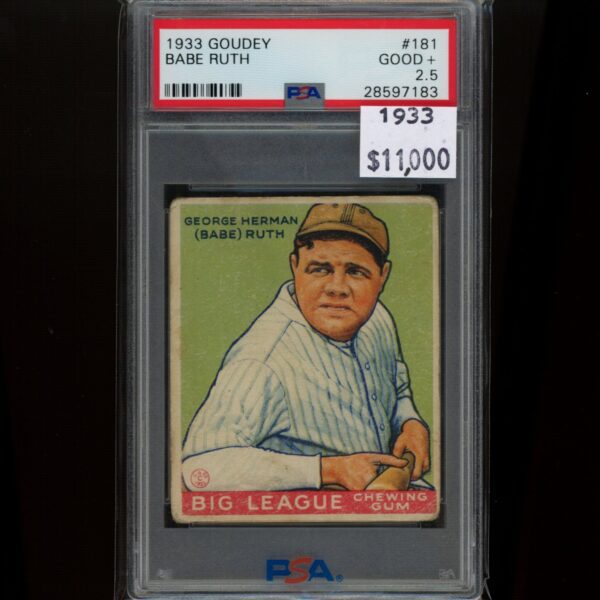 1933 GOUDEY #181
BABE RUTH GOOD +
2.5
PSA 28597183
1933
$11,000
GEORGE HERMAN
(BABE) RUTH
BIG LEAGUE CHEWING
GUM
PSA®